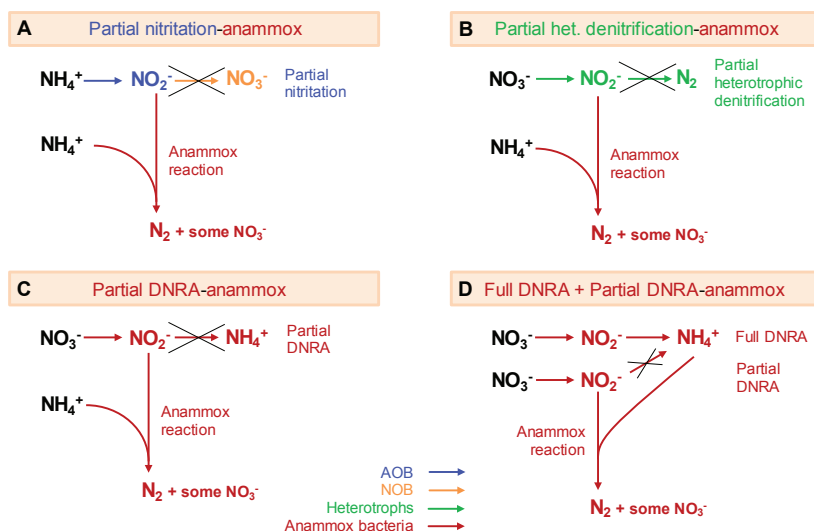 A Partial nitritation-anammox
NH₄⁺ NO₂⁻ NO₃⁻ Partial
nitritation
NH₄⁺
Anammox
reaction
N₂ + some NO₃⁻
B Partial het. denitrification-anammox
NO₃⁻ NO₂⁻ N₂ Partial
heterotrophic
denitrification
NH₄⁺
Anammox
reaction
N₂ + some NO₃⁻
C Partial DNRA-anammox
NO₃⁻ NO₂⁻ NH₄⁺ Partial
DNRA
NH₄⁺
Anammox
reaction
N₂ + some NO₃⁻
D Full DNRA + Partial DNRA-anammox
NO₃⁻ NO₂⁻ NH₄⁺ Full DNRA
NO₃⁻ NO₂⁻ Partial
DNRA
Anammox
reaction
N₂ + some NO₃⁻
AOB
NOB
Heterotrophs
Anammox bacteria